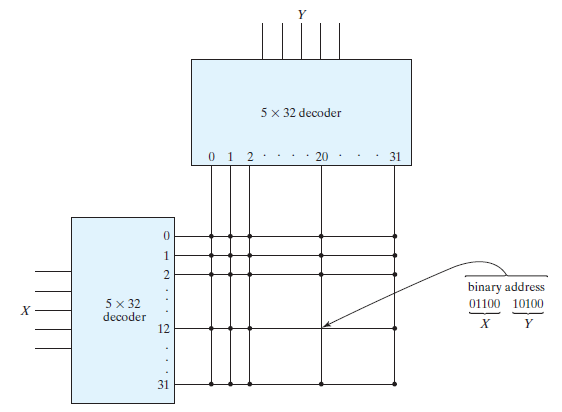 Y
5 × 32 decoder
0 1 2 · · · · 20 · · · 31
0
1
2
·
·
·
12
·
·
·
31
X
5 × 32
decoder
binary address
01100 10100
X Y